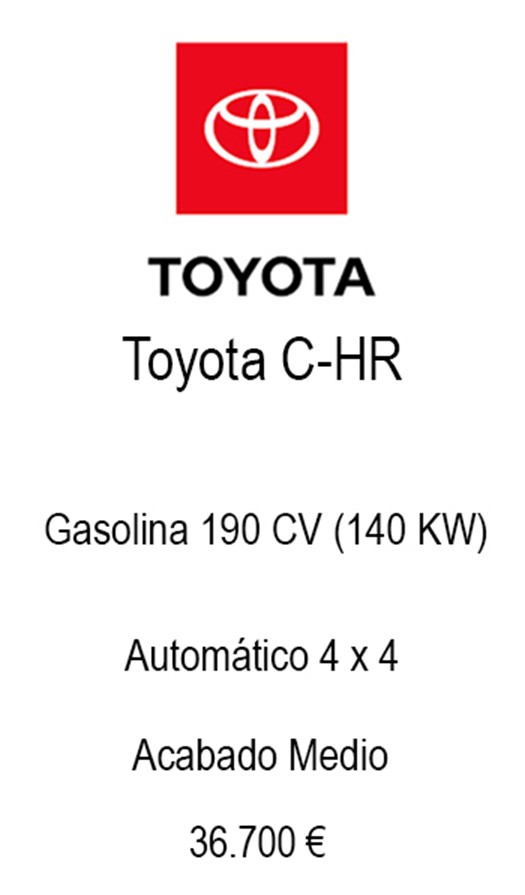 TOYOTA
Toyota C-HR
Gasolina 190 CV (140 KW)
Automático 4 x 4
Acabado Medio
36.700 €